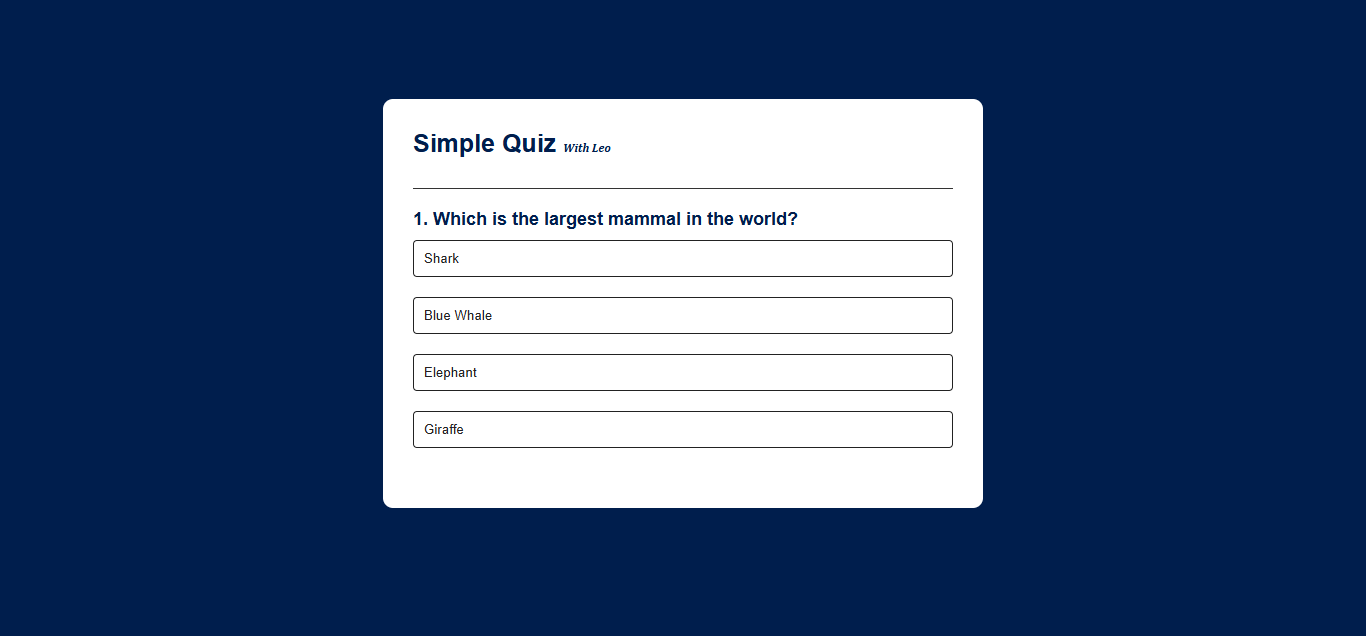 Simple Quiz With Leo
1. Which is the largest mammal in the world?
Shark
Blue Whale
Elephant
Giraffe